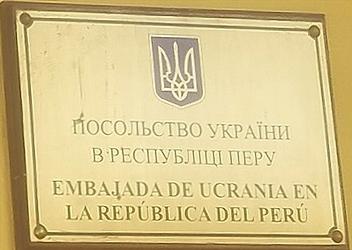 ПОСОЛЬСТВО УКРАЇНИ
В РЕСПУБЛІЦІ ПЕРУ
EMBAJADA DE UCRANIA EN
LA REPÚBLICA DEL PERÚ